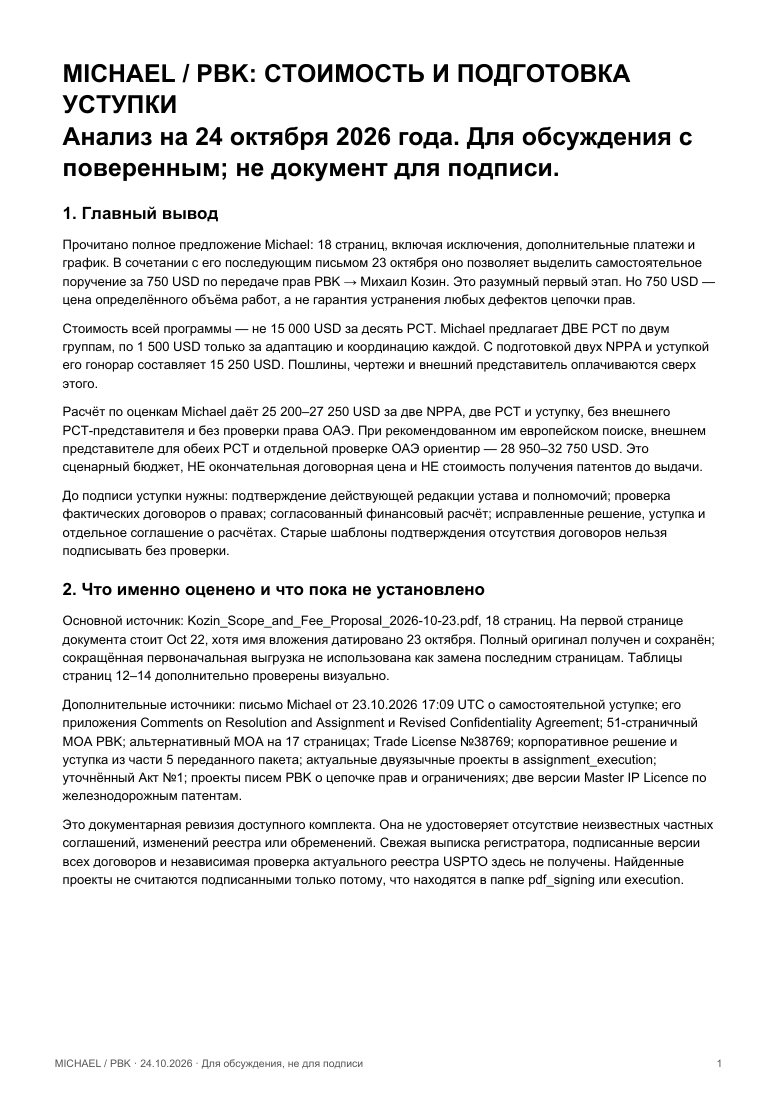 MICHAEL / PBK: СТОИМОСТЬ И ПОДГОТОВКА
УСТУПКИ
Анализ на 24 октября 2026 года. Для обсуждения с
поверенным; не документ для подписи.
1. Главный вывод
Прочитано полное предложение Michael: 18 страниц, включая исключения, дополнительные платежи и
график. В сочетании с его последующим письмом 23 октября оно позволяет выделить самостоятельное
поручение за 750 USD по передаче прав PBK → Михаил Козин. Это разумный первый этап. Но 750 USD —
цена определённого объёма работ, а не гарантия устранения любых дефектов цепочки прав.
Стоимость всей программы — не 15 000 USD за десять PCT. Michael предлагает ДВЕ PCT по двум
группам, по 1 500 USD только за адаптацию и координацию каждой. С подготовкой двух NPPA и уступкой
его гонорар составляет 15 250 USD. Пошлины, чертежи и внешний представитель оплачиваются сверх
этого.
Расчёт по оценкам Michael даёт 25 200–27 250 USD за две NPPA, две PCT и уступку, без внешнего
PCT-представителя и без проверки права ОАЭ. При рекомендованном им европейском поиске, внешнем
представителе для обеих PCT и отдельной проверке ОАЭ ориентир — 28 950–32 750 USD. Это
сценарный бюджет, НЕ окончательная договорная цена и НЕ стоимость получения патентов до выдачи.
До подписи уступки нужны: подтверждение действующей редакции устава и полномочий; проверка
фактических договоров о правах; согласованный финансовый расчёт; исправленные решение, уступка и
отдельное соглашение о расчётах. Старые шаблоны подтверждения отсутствия договоров нельзя
подписывать без проверки.
2. Что именно оценено и что пока не установлено
Основной источник: Kozin_Scope_and_Fee_Proposal_2026-10-23.pdf, 18 страниц. На первой странице
документа стоит Oct 22, хотя имя вложения датировано 23 октября. Полный оригинал получен и сохранён;
сокращённая первоначальная выгрузка не использована как замена последним страницам. Таблицы
страниц 12–14 дополнительно проверены визуально.
Дополнительные источники: письмо Michael от 23.10.2026 17:09 UTC о самостоятельной уступке; его
приложения Comments on Resolution and Assignment и Revised Confidentiality Agreement; 51-страничный
MOA PBK; альтернативный MOA на 17 страницах; Trade License №38769; корпоративное решение и
уступка из части 5 переданного пакета; актуальные двуязычные проекты в assignment_execution;
уточнённый Акт №1; проекты писем PBK о цепочке прав и ограничениях; две версии Master IP Licence по
железнодорожным патентам.
Это документарная ревизия доступного комплекта. Она не удостоверяет отсутствие неизвестных частных
соглашений, изменений реестра или обременений. Свежая выписка регистратора, подписанные версии
всех договоров и независимая проверка актуального реестра USPTO здесь не получены. Найденные
проекты не считаются подписанными только потому, что находятся в папке pdf_signing или execution.
MICHAEL / PBK · 24.10.2026 · Для обсуждения, не для подписи
1